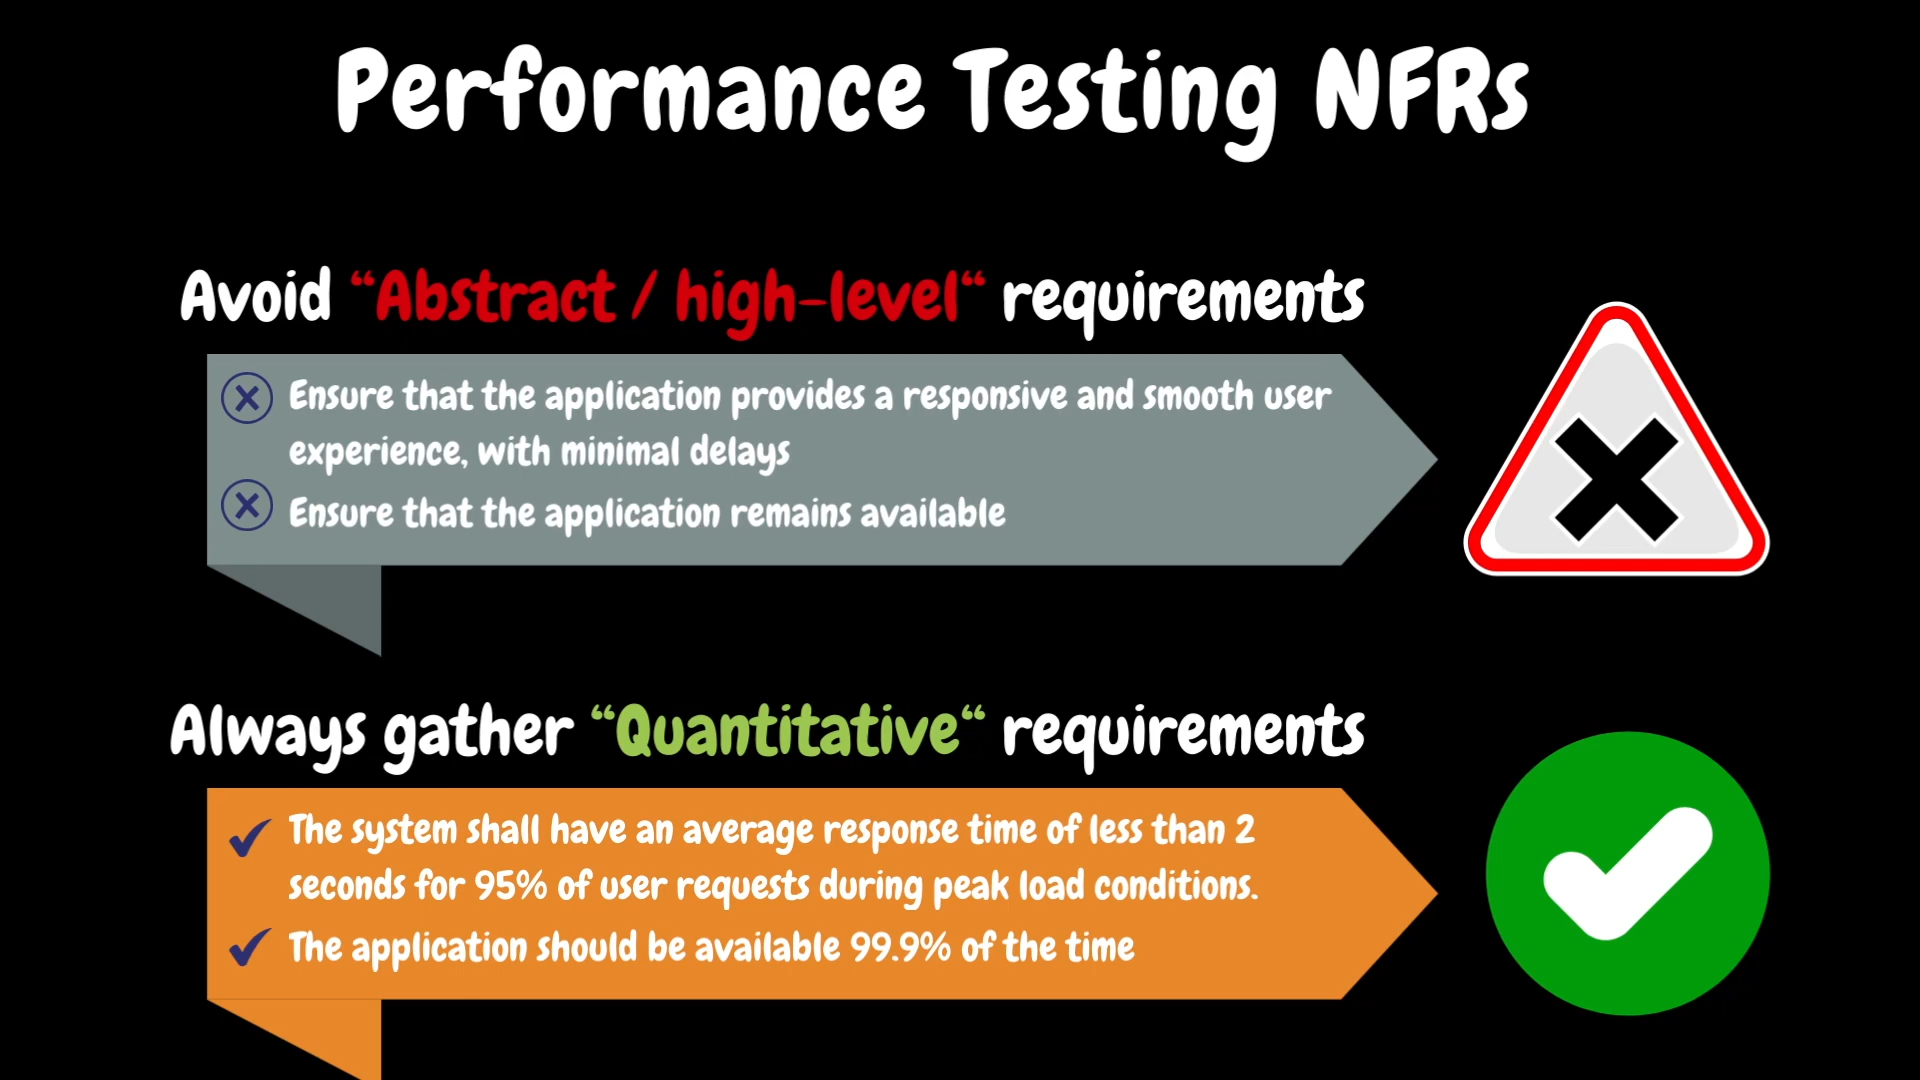 Performance Testing NFRs
Avoid “Abstract / high-level“ requirements
Ensure that the application provides a responsive and smooth user
experience, with minimal delays
Ensure that the application remains available
Always gather “Quantitative“ requirements
The system shall have an average response time of less than 2
seconds for 95% of user requests during peak load conditions.
The application should be available 99.9% of the time